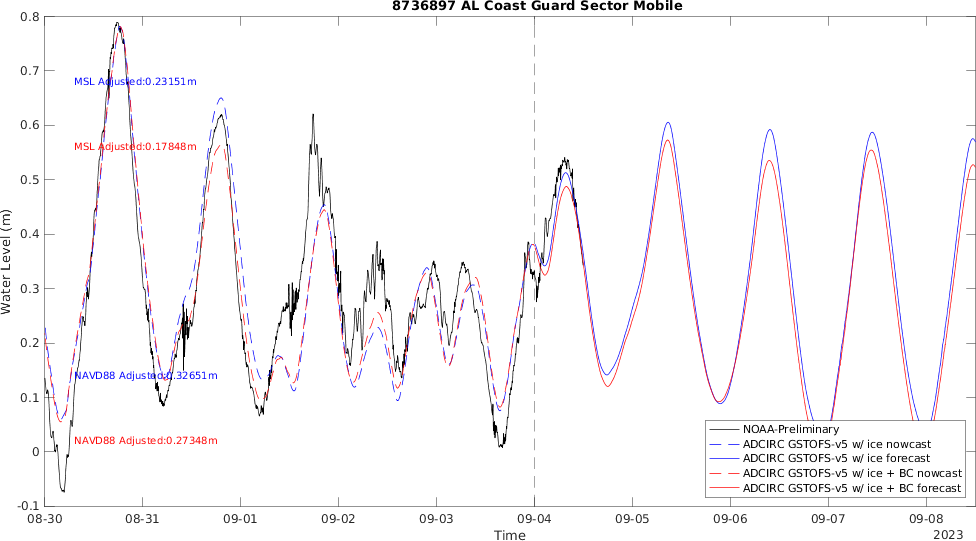 8736897 AL Coast Guard Sector Mobile
0.8
0.7
0.6
0.5
0.4
0.3
0.2
0.1
0
-0.1
Water Level (m)
MSL Adjusted:0.23151m
MSL Adjusted:0.17848m
NAVD88 Adjusted:0.32651m
NAVD88 Adjusted:0.27348m
NOAA-Preliminary
ADCIRC GSTOFS-v5 w/ ice nowcast
ADCIRC GSTOFS-v5 w/ ice forecast
ADCIRC GSTOFS-v5 w/ ice + BC nowcast
ADCIRC GSTOFS-v5 w/ ice + BC forecast
08-30 08-31 09-01 09-02 09-03 09-04 09-05 09-06 09-07 09-08
Time
2023